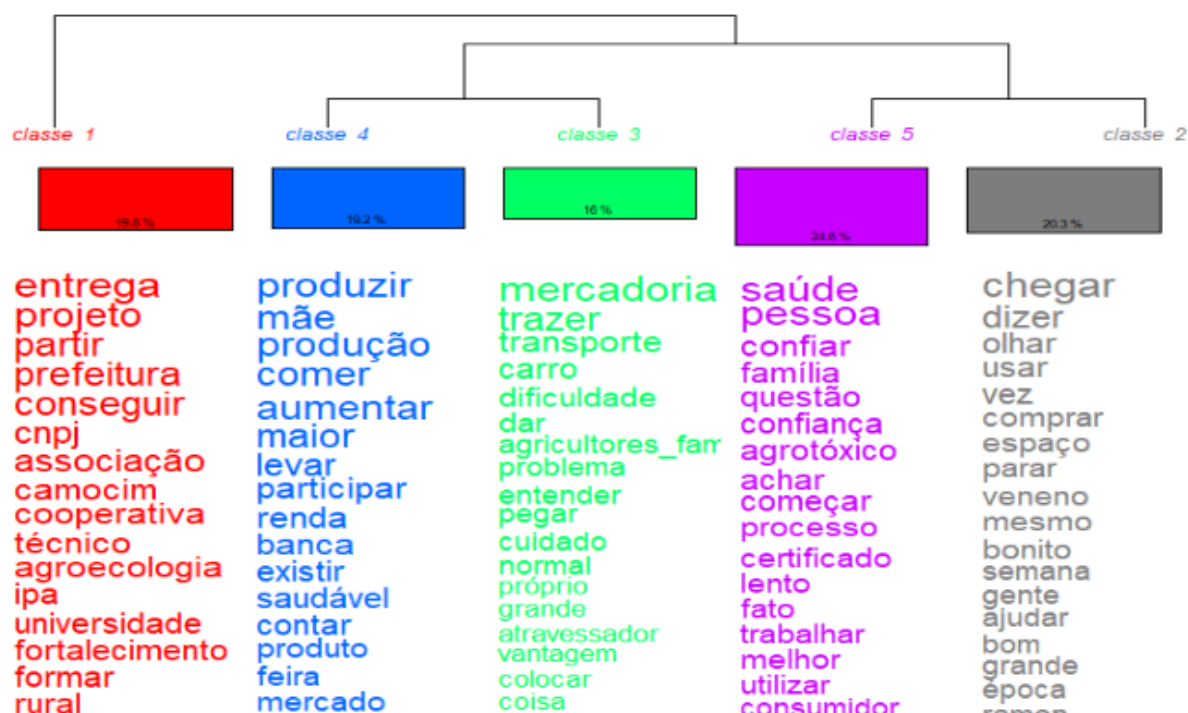 classe 1
classe 4
classe 3
classe 5
classe 2
19.8 %
19.2 %
16 %
24.6 %
20.3 %
entrega
projeto
partir
prefeitura
conseguir
cnpj
associação
camocim
cooperativa
técnico
agroecologia
ipa
universidade
fortalecimento
formar
rural
produzir
mãe
produção
comer
aumentar
maior
levar
participar
renda
banca
existir
saudável
contar
produto
feira
mercado
mercadoria
trazer
transporte
carro
dificuldade
dar
agricultores_fam
problema
entender
pegar
cuidado
normal
próprio
grande
atravessador
vantagem
colocar
coisa
saúde
pessoa
confiar
família
questão
confiança
agrotóxico
achar
começar
processo
certificado
lento
fato
trabalhar
melhor
utilizar
consumidor
chegar
dizer
olhar
usar
vez
comprar
espaço
parar
veneno
mesmo
bonito
semana
gente
ajudar
bom
grande
época